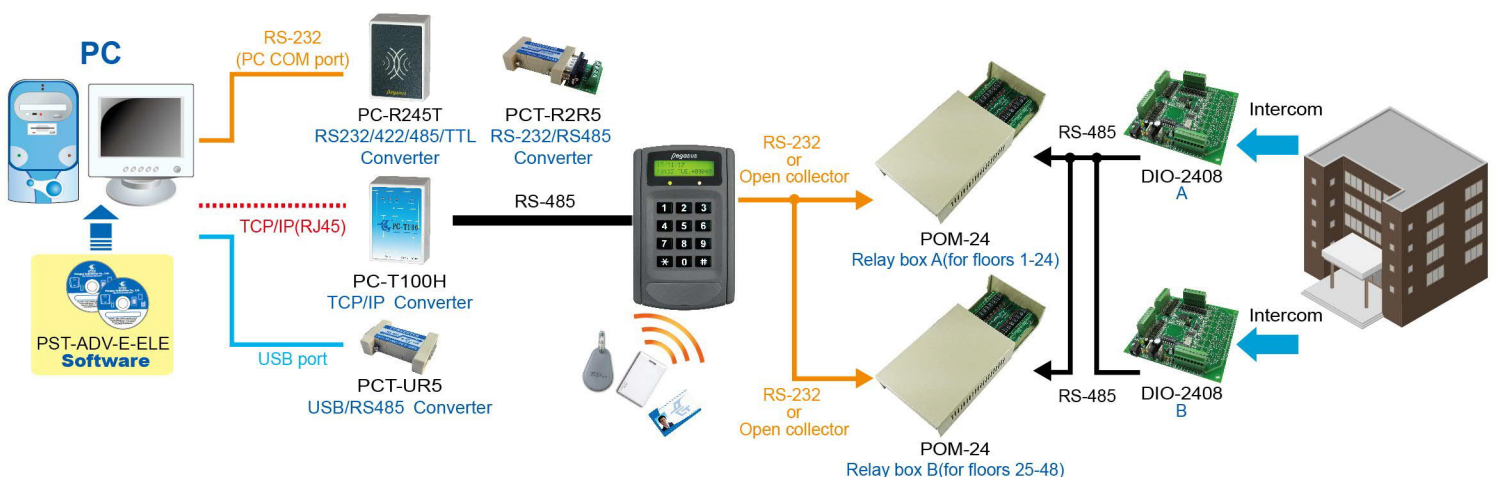 PC
RS-232
(PC COM port)
pegasus
PC-R245T
RS232/422/485/TTL
Converter
PCT-R2R5
RS-232/RS485
Converter
TCP/IP(RJ45)
PC-T100H
TCP/IP Converter
RS-485
pegasus
1 2 3
4 5 6
7 8 9
* 0 #
PST-ADV-E-ELE
Software
USB port
PCT-UR5
USB/RS485 Converter
RS-232
or
Open collector
RS-232
or
Open collector
POM-24
Relay box A(for floors 1-24)
POM-24
Relay box B(for floors 25-48)
RS-485
RS-485
DIO-2408
A
DIO-2408
B
Intercom
Intercom